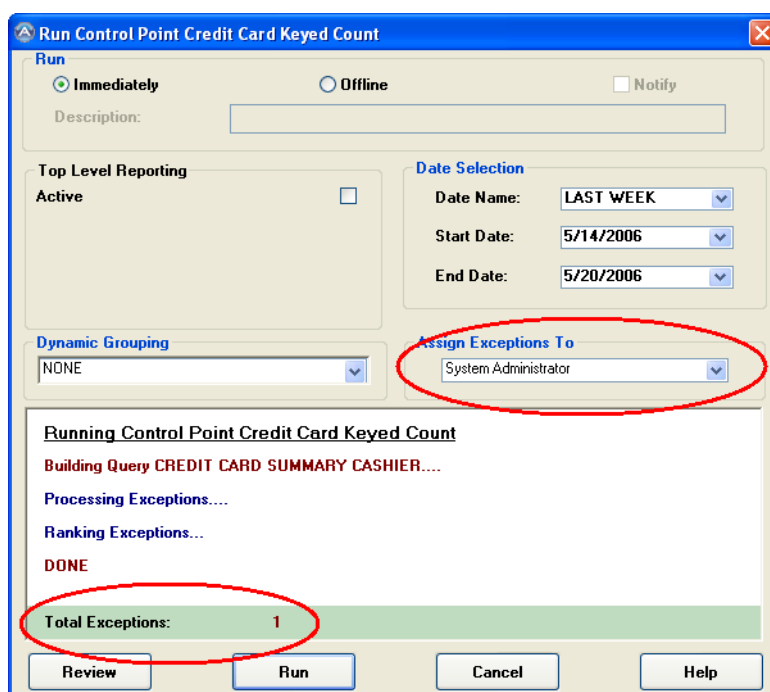 Run Control Point Credit Card Keyed Count
Run
Immediately Offline Notify
Description:
Top Level Reporting
Active
Date Selection
Date Name: LAST WEEK
Start Date: 5/14/2006
End Date: 5/20/2006
Dynamic Grouping
NONE
Assign Exceptions To
System Administrator
Running Control Point Credit Card Keyed Count
Building Query CREDIT CARD SUMMARY CASHIER....
Processing Exceptions....
Ranking Exceptions...
DONE
Total Exceptions: 1
Review Run Cancel Help